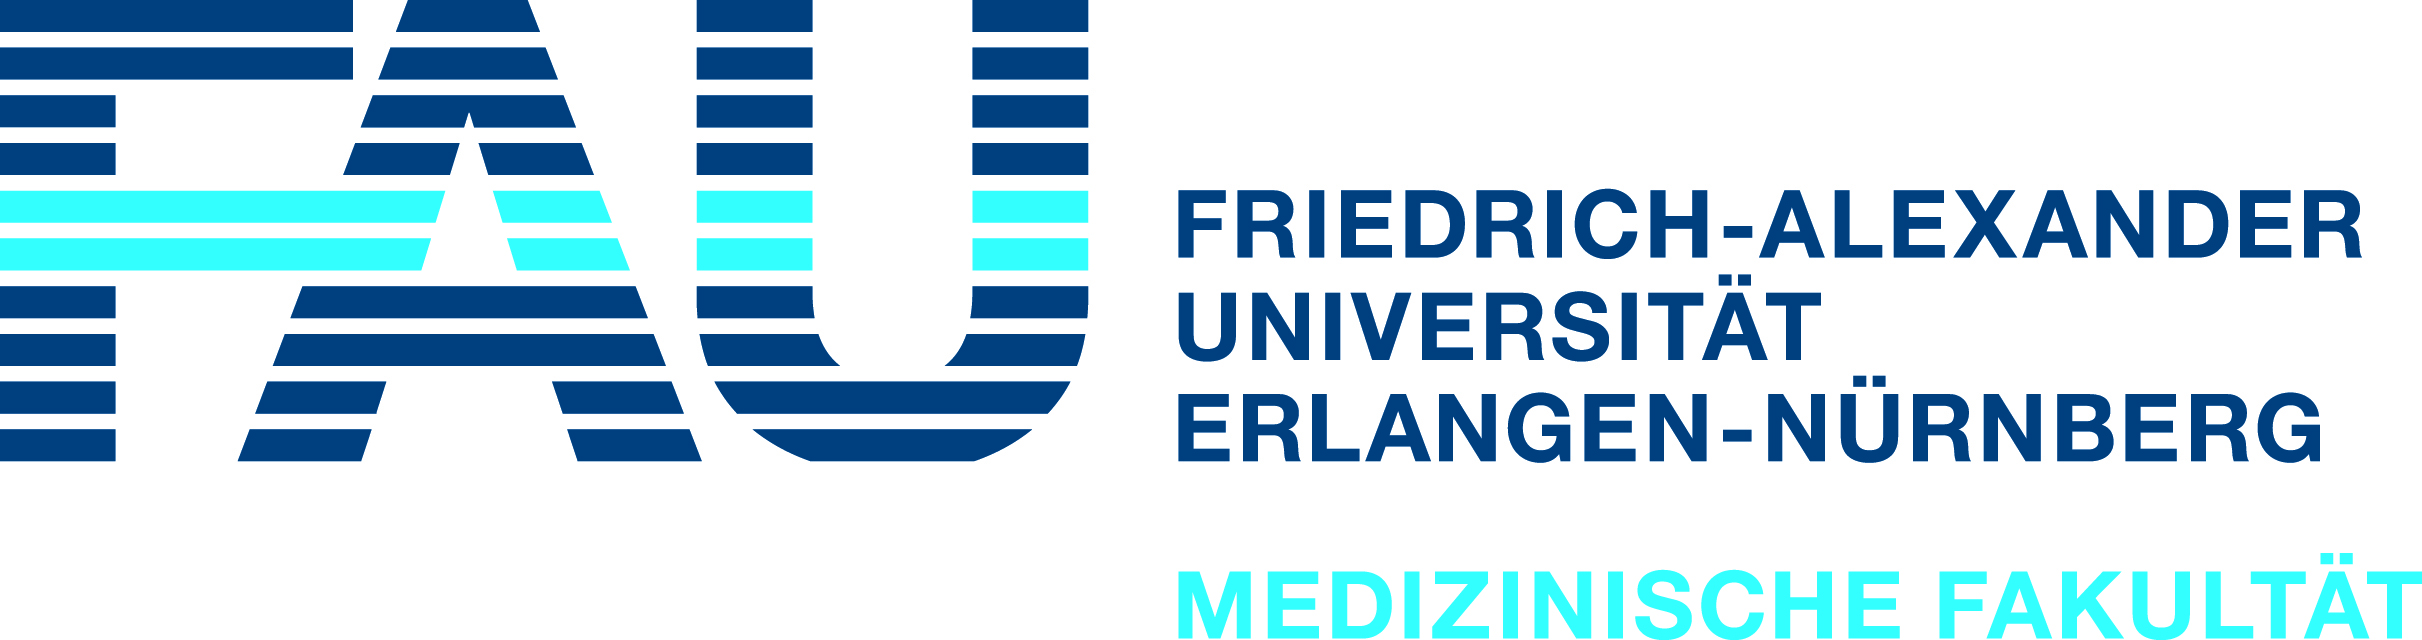 FAU
FRIEDRICH-ALEXANDER
UNIVERSITÄT
ERLANGEN-NÜRNBERG
MEDIZINISCHE FAKULTÄT